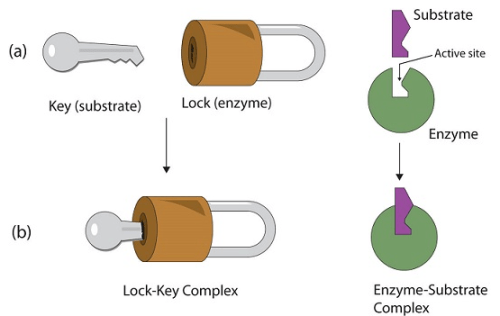 (a)
Key (substrate)
Lock (enzyme)
Substrate
Active site
Enzyme
(b)
Lock-Key Complex
Enzyme-Substrate
Complex